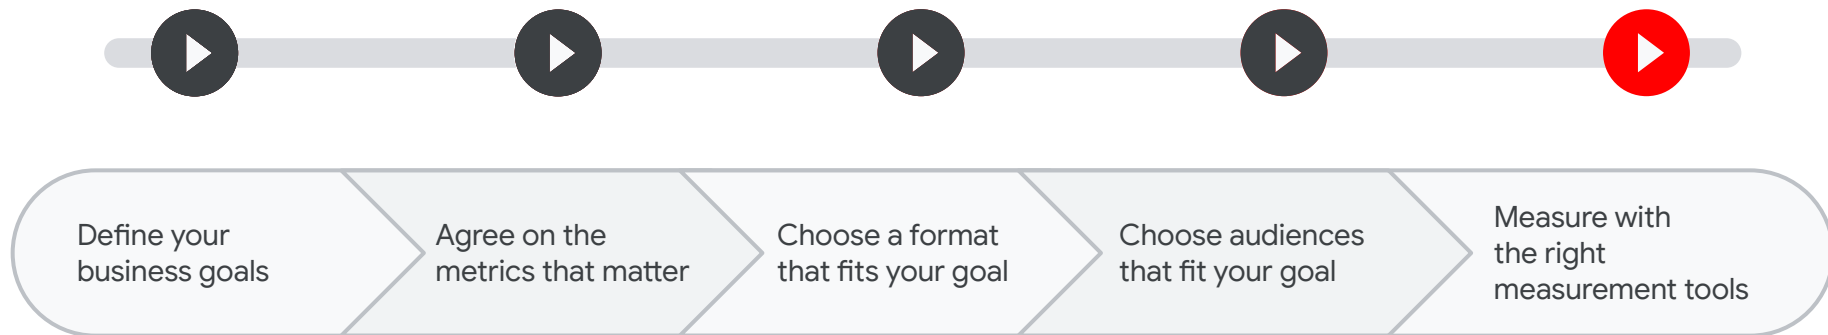 Define your
business goals
Agree on the
metrics that matter
Choose a format
that fits your goal
Choose audiences
that fit your goal
Measure with
the right
measurement tools